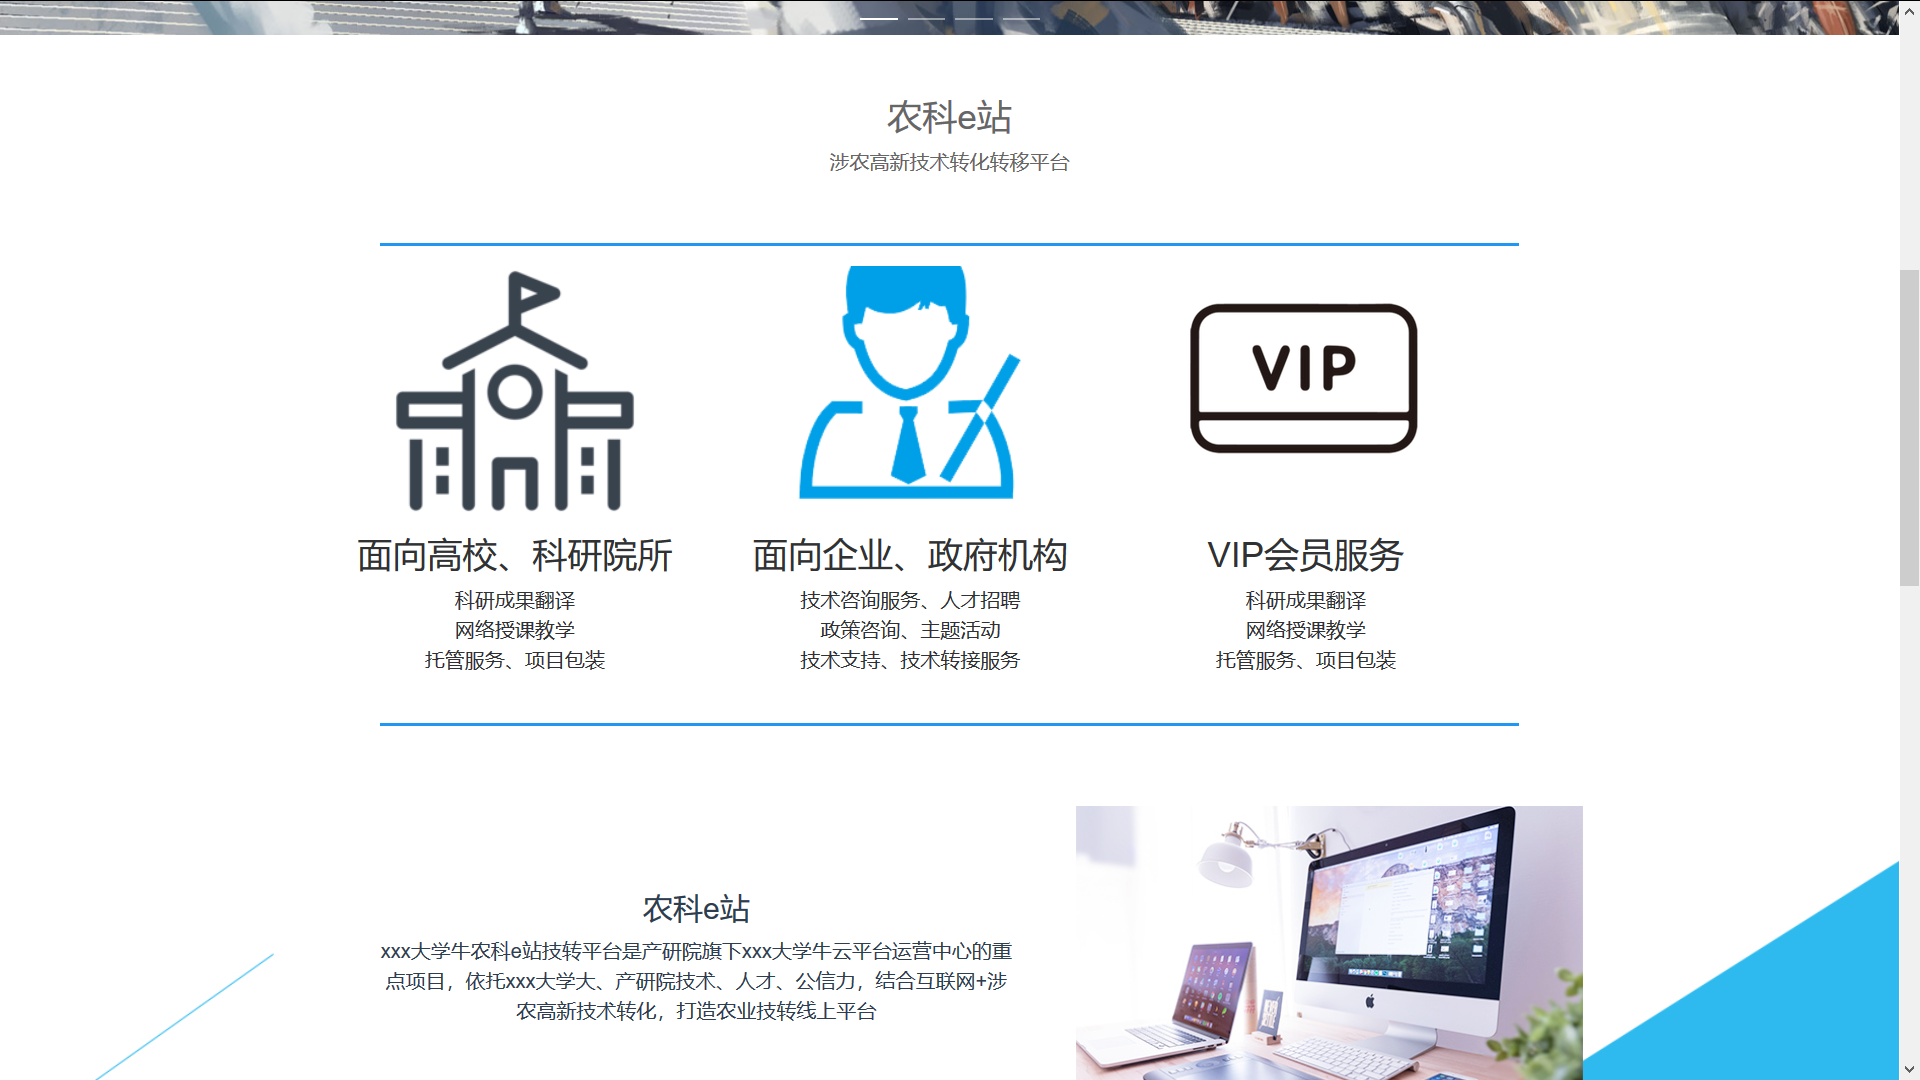 农科e站
涉农高新技术转化转移平台
VIP
面向高校、科研院所
科研成果翻译
网络授课教学
托管服务、项目包装
面向企业、政府机构
技术咨询服务、人才招聘
政策咨询、主题活动
技术支持、技术转接服务
VIP会员服务
科研成果翻译
网络授课教学
托管服务、项目包装
农科e站
xxx大学牛农科e站技转平台是产研院旗下xxx大学牛云平台运营中心的重
点项目，依托xxx大学大、产研院技术、人才、公信力，结合互联网+涉
农高新技术转化，打造农业技转线上平台